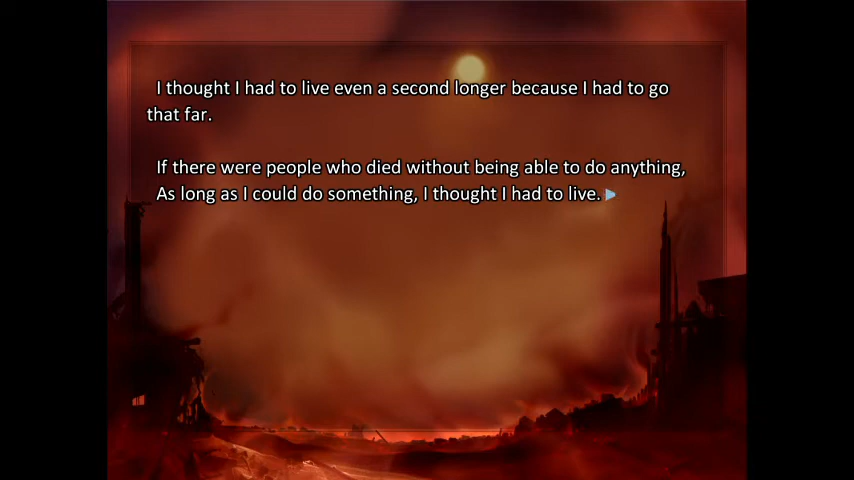 I thought I had to live even a second longer because I had to go
that far.
If there were people who died without being able to do anything,
As long as I could do something, I thought I had to live.